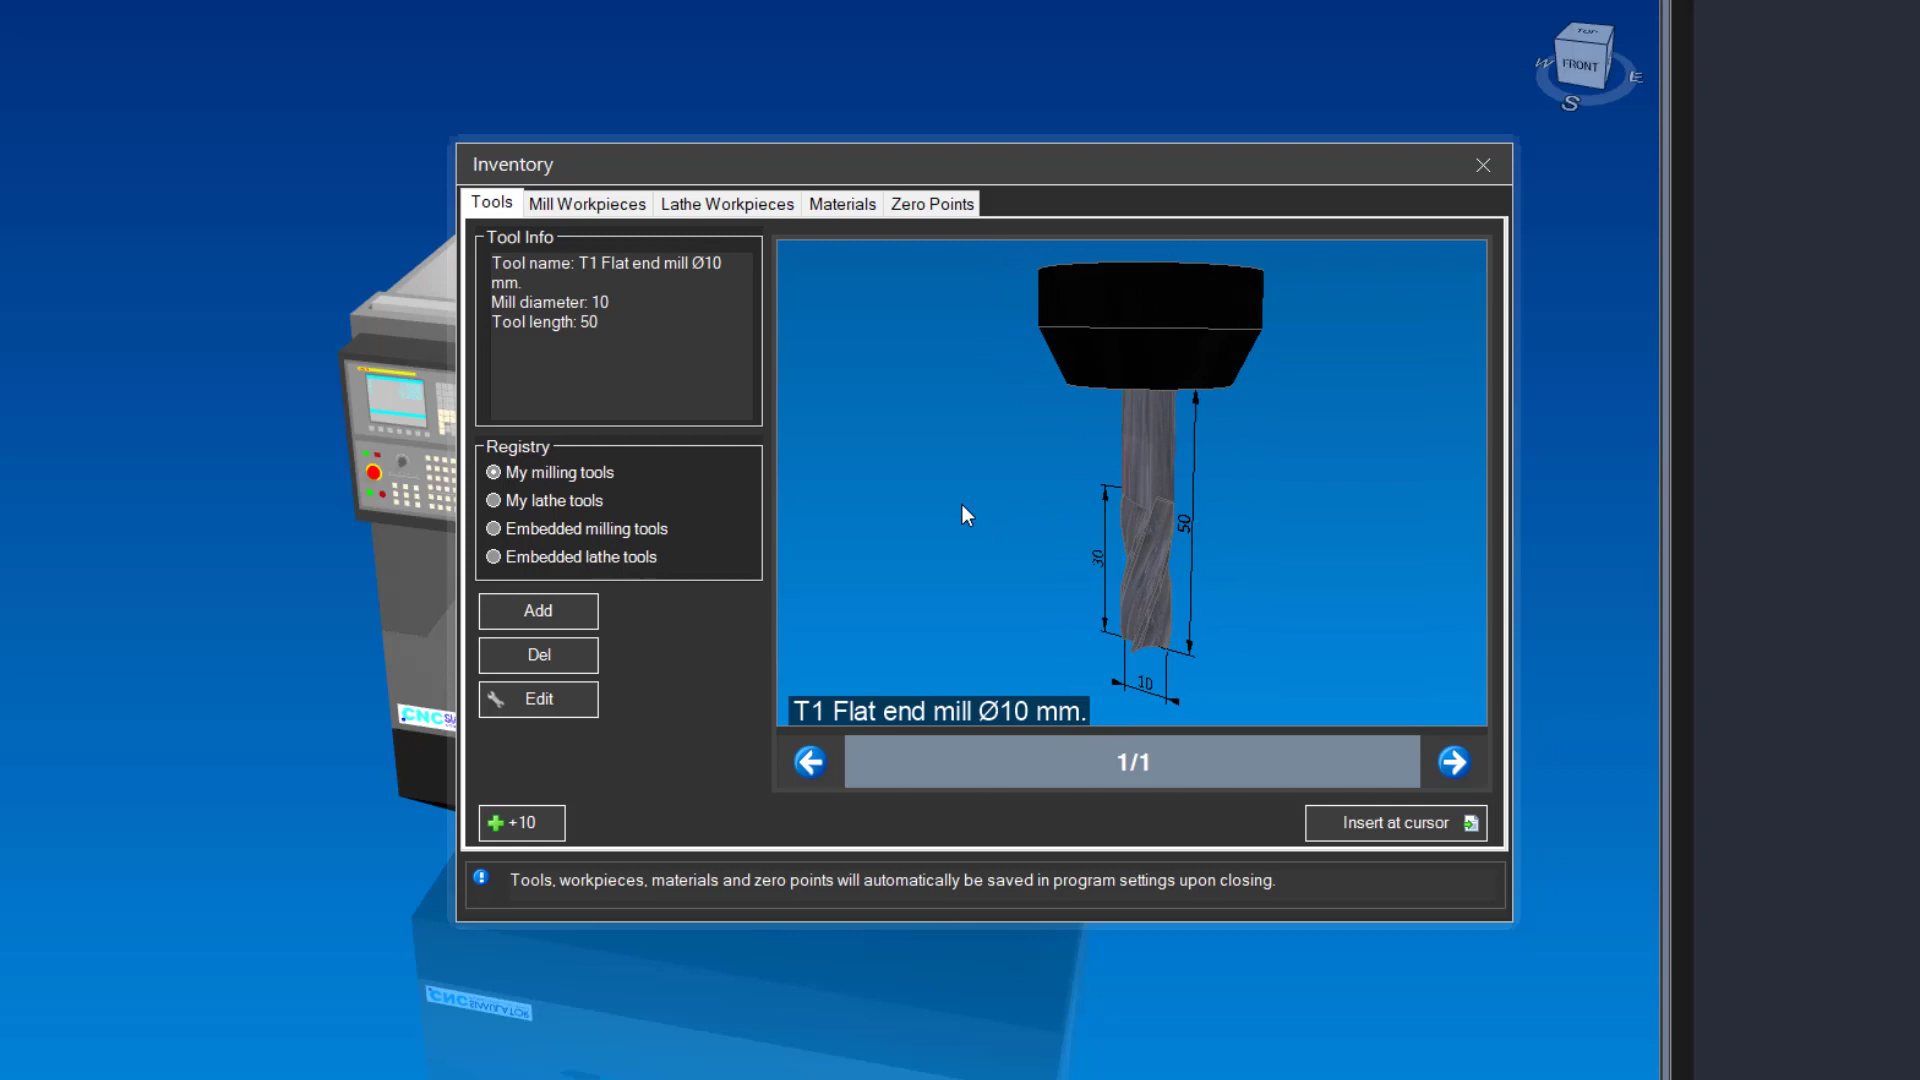 TOP
FRONT
W
E
S
Inventory
Tools
Mill Workpieces
Lathe Workpieces
Materials
Zero Points
Tool Info
Tool name: T1 Flat end mill Ø10
mm.
Mill diameter: 10
Tool length: 50
Registry
My milling tools
My lathe tools
Embedded milling tools
Embedded lathe tools
Add
Del
Edit
50
30
10
T1 Flat end mill Ø10 mm.
1/1
+10
Insert at cursor
Tools, workpieces, materials and zero points will automatically be saved in program settings upon closing.
CNC
CNC SIMULATOR